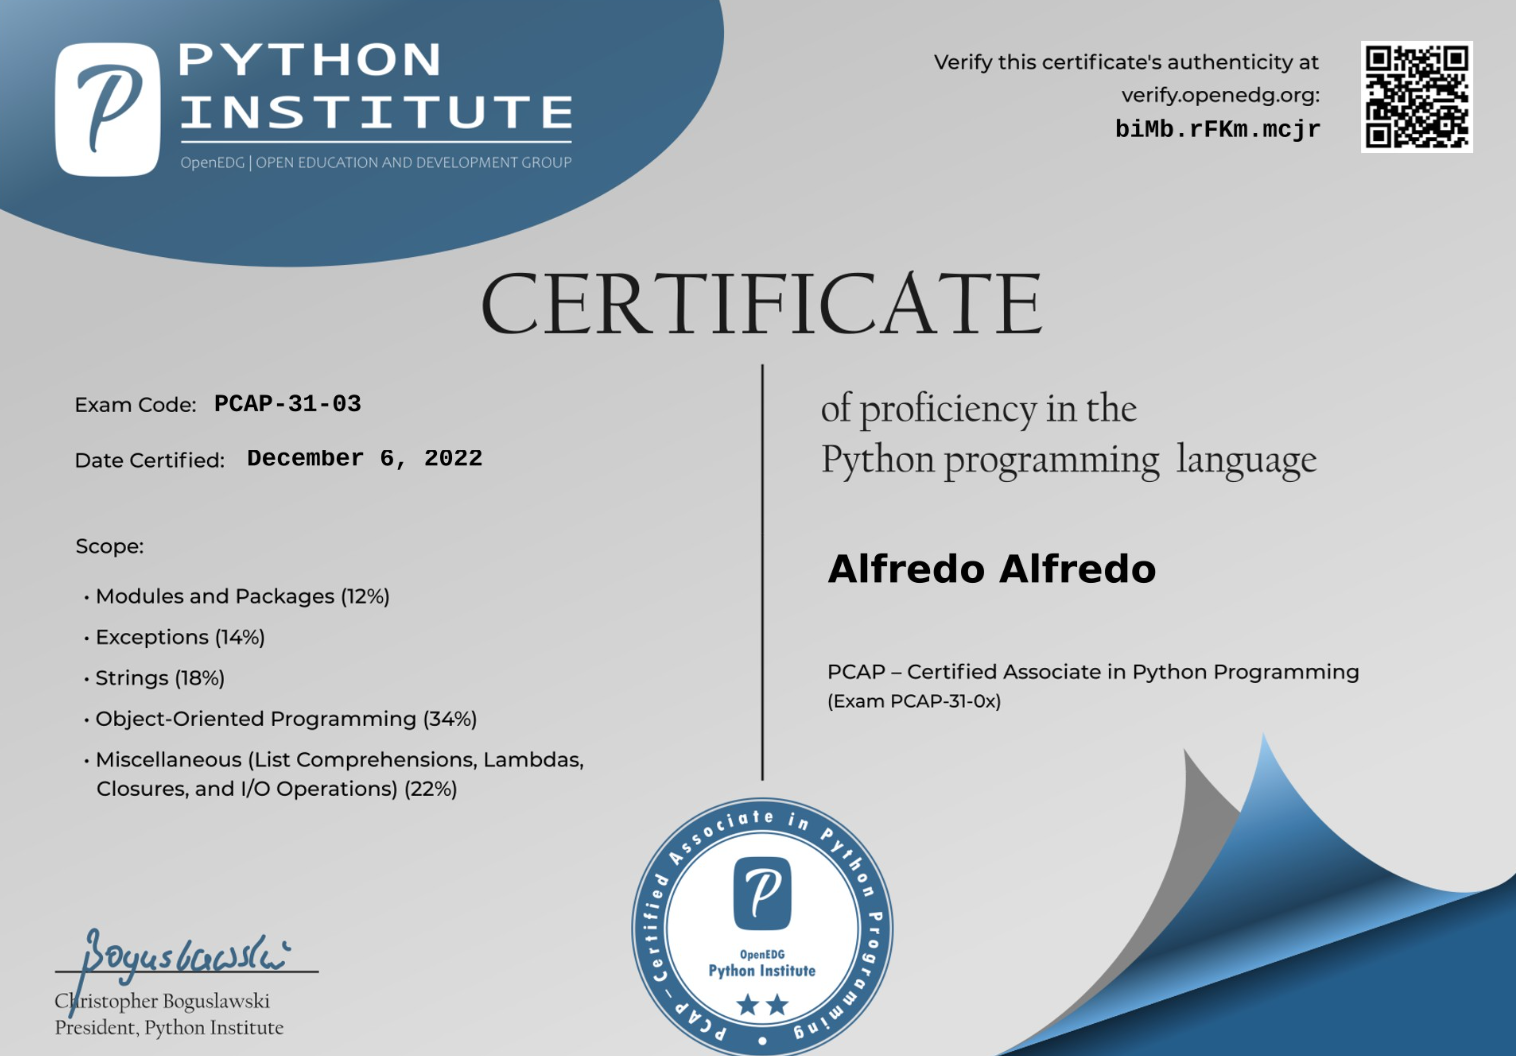 PYTHON
INSTITUTE
OpenEDG | OPEN EDUCATION AND DEVELOPMENT GROUP
Verify this certificate's authenticity at
verify.openedg.org:
biMb.rFKm.mcjr
CERTIFICATE
Exam Code: PCAP-31-03
Date Certified: December 6, 2022
Scope:
• Modules and Packages (12%)
• Exceptions (14%)
• Strings (18%)
• Object-Oriented Programming (34%)
• Miscellaneous (List Comprehensions, Lambdas,
Closures, and I/O Operations) (22%)
of proficiency in the
Python programming language
Alfredo Alfredo
PCAP – Certified Associate in Python Programming
(Exam PCAP-31-0x)
PCAP – Certified Associate in Python Programming
OpenEDG
Python Institute
Boguslawski
Christopher Boguslawski
President, Python Institute